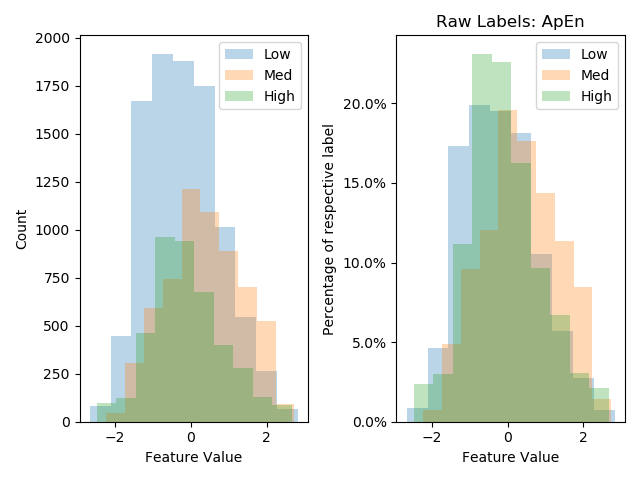 Raw Labels: ApEn
2000
1750
1500
1250
1000
750
500
250
0
Count
−2
0
2
Feature Value
Low
Med
High
20.0%
15.0%
10.0%
5.0%
0.0%
Percentage of respective label
−2
0
2
Feature Value
Low
Med
High